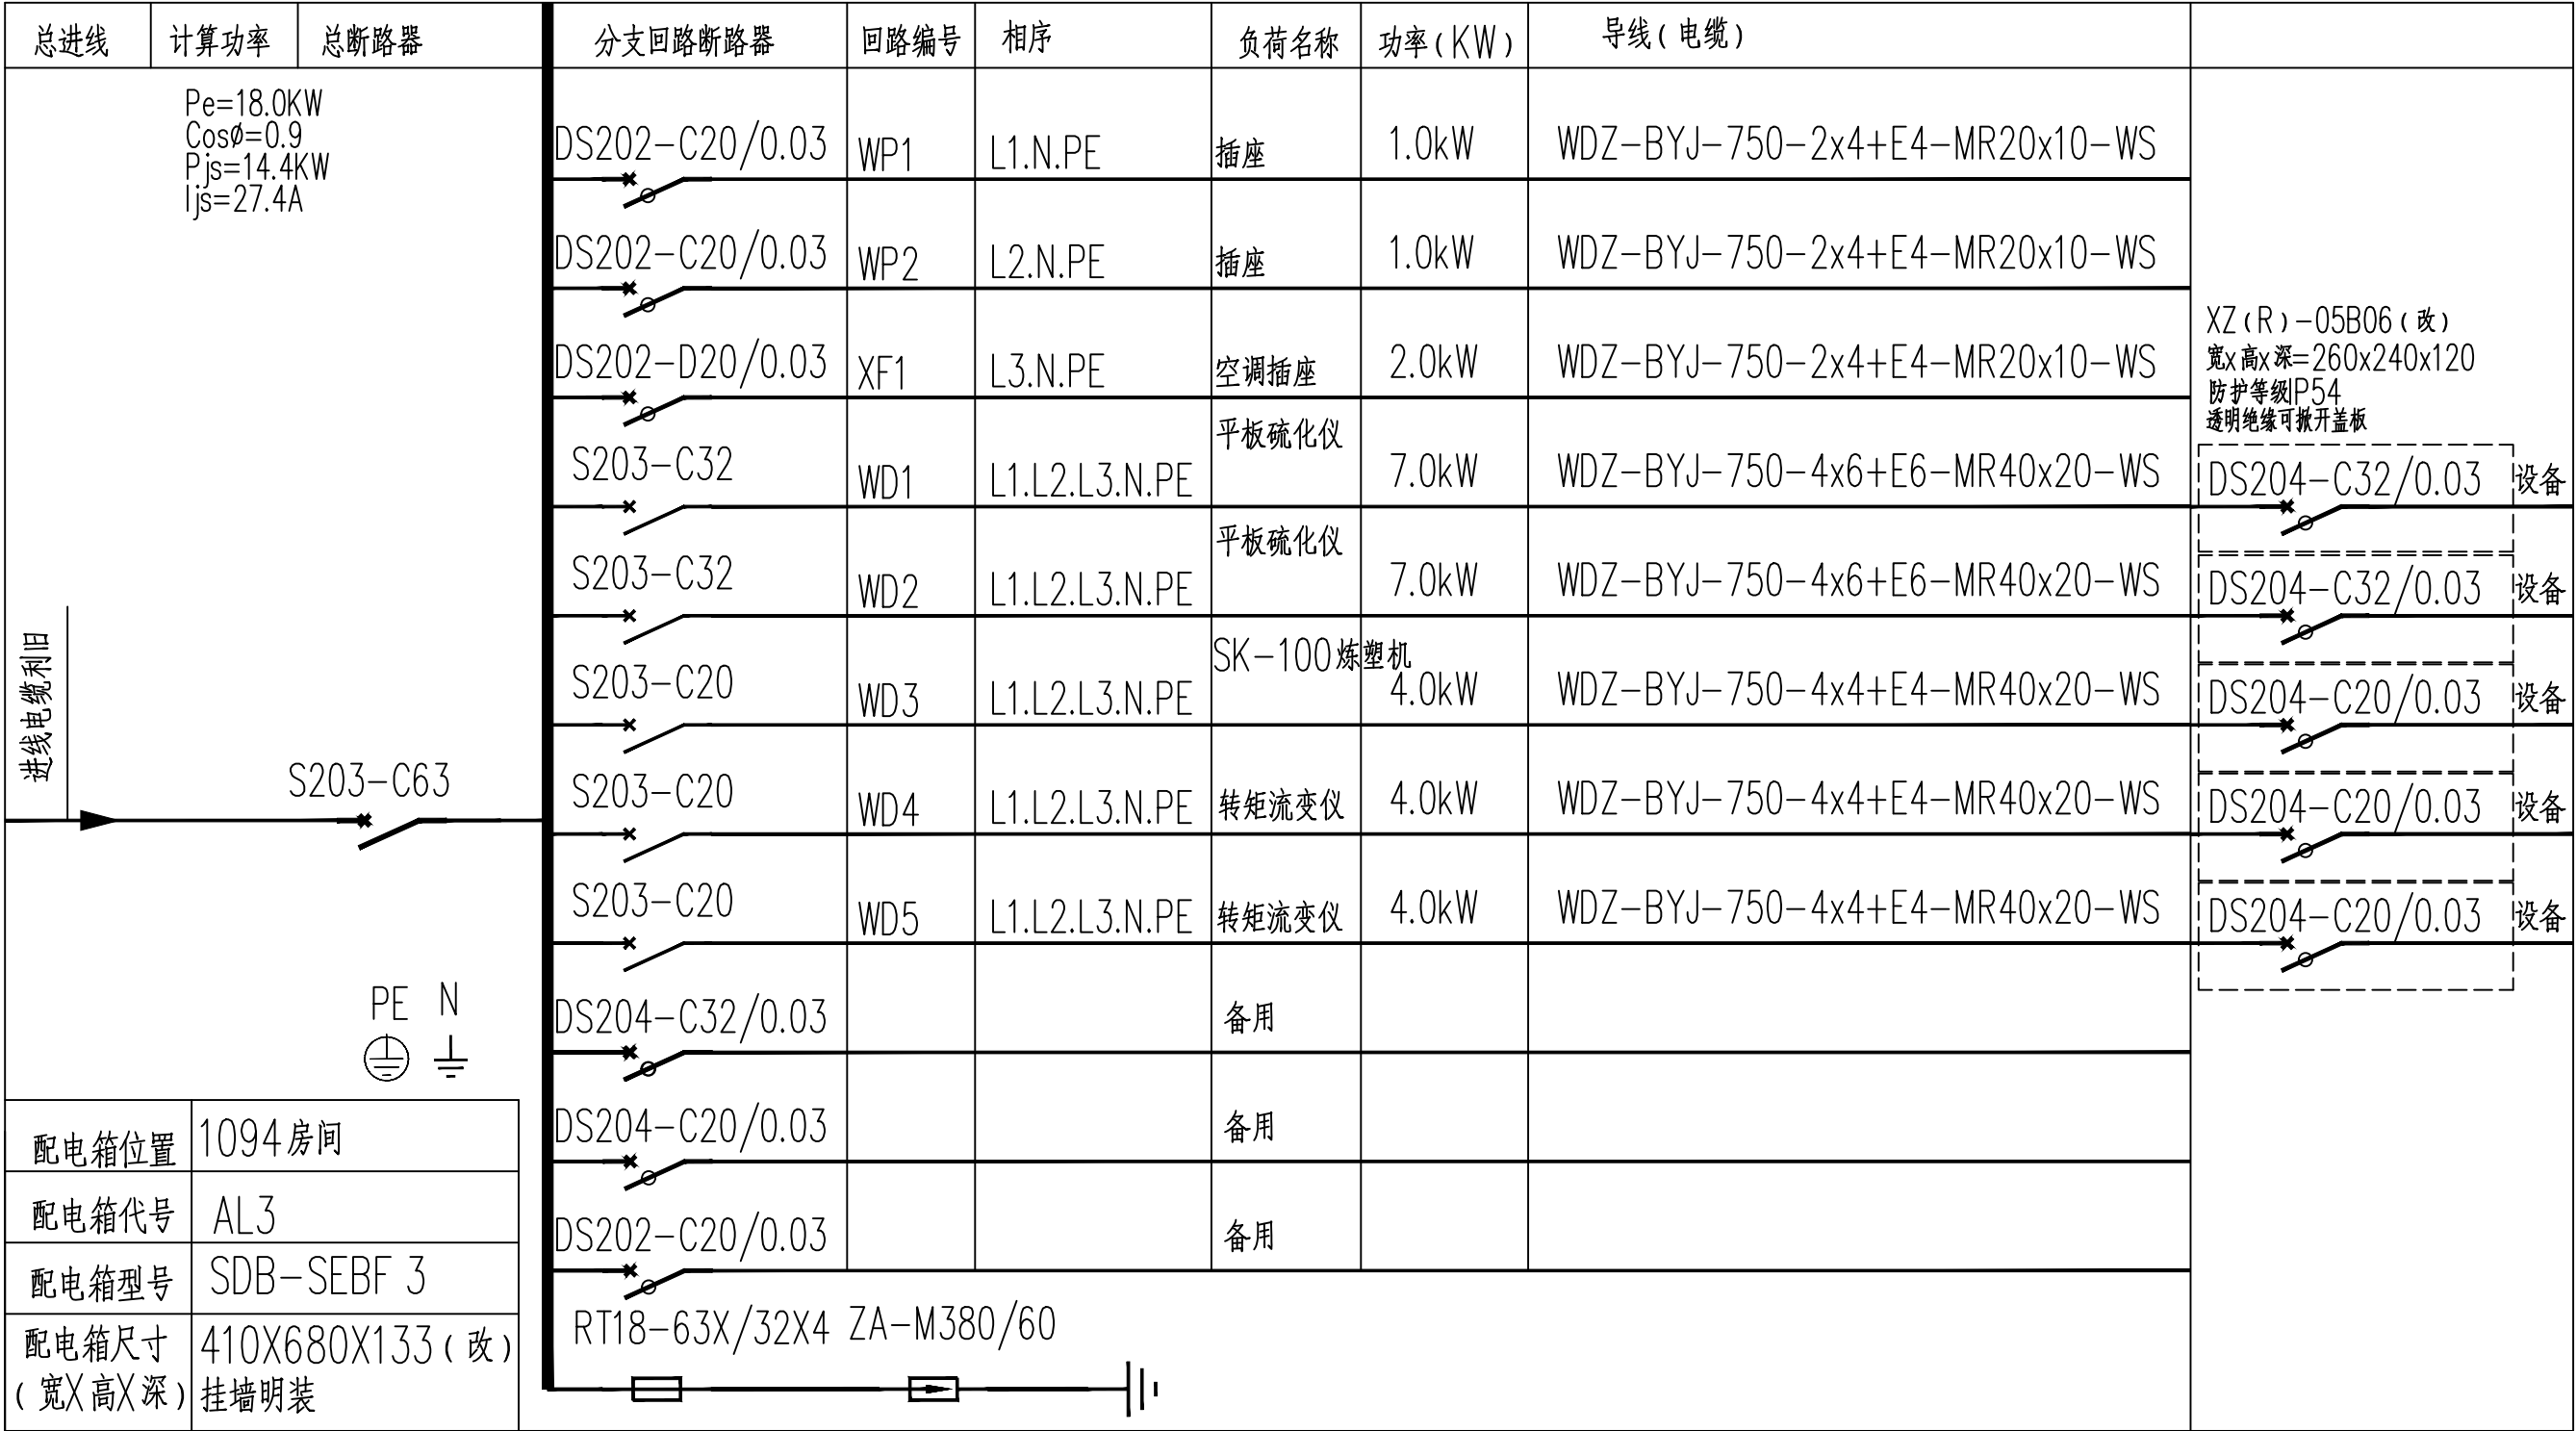 总进线 计算功率 总断路器 分支回路断路器 回路编号 相序 负荷名称 功率(KW) 导线(电缆)
Pe=18.0KW
Cosø=0.9
Pjs=14.4KW
Ijs=27.4A
DS202-C20/0.03 WP1 L1.N.PE 插座 1.0kW WDZ-BYJ-750-2x4+E4-MR20x10-WS
DS202-C20/0.03 WP2 L2.N.PE 插座 1.0kW WDZ-BYJ-750-2x4+E4-MR20x10-WS
DS202-D20/0.03 XF1 L3.N.PE 空调插座 2.0kW WDZ-BYJ-750-2x4+E4-MR20x10-WS
XZ(R)-05B06(改)
宽x高x深=260x240x120
防护等级IP54
透明绝缘可掀开盖板
S203-C32 WD1 L1.L2.L3.N.PE 平板硫化仪 7.0kW WDZ-BYJ-750-4x6+E6-MR40x20-WS DS204-C32/0.03 设备
S203-C32 WD2 L1.L2.L3.N.PE 平板硫化仪 7.0kW WDZ-BYJ-750-4x6+E6-MR40x20-WS DS204-C32/0.03 设备
S203-C20 WD3 L1.L2.L3.N.PE SK-100炼塑机 4.0kW WDZ-BYJ-750-4x4+E4-MR40x20-WS DS204-C20/0.03 设备
S203-C20 WD4 L1.L2.L3.N.PE 转矩流变仪 4.0kW WDZ-BYJ-750-4x4+E4-MR40x20-WS DS204-C20/0.03 设备
S203-C20 WD5 L1.L2.L3.N.PE 转矩流变仪 4.0kW WDZ-BYJ-750-4x4+E4-MR40x20-WS DS204-C20/0.03 设备
进线电缆利旧
S203-C63
PE N
DS204-C32/0.03 备用
DS204-C20/0.03 备用
DS202-C20/0.03 备用
RT18-63X/32X4 ZA-M380/60
配电箱位置 1094房间
配电箱代号 AL3
配电箱型号 SDB-SEBF 3
配电箱尺寸 410X680X133(改)
(宽X高X深) 挂墙明装